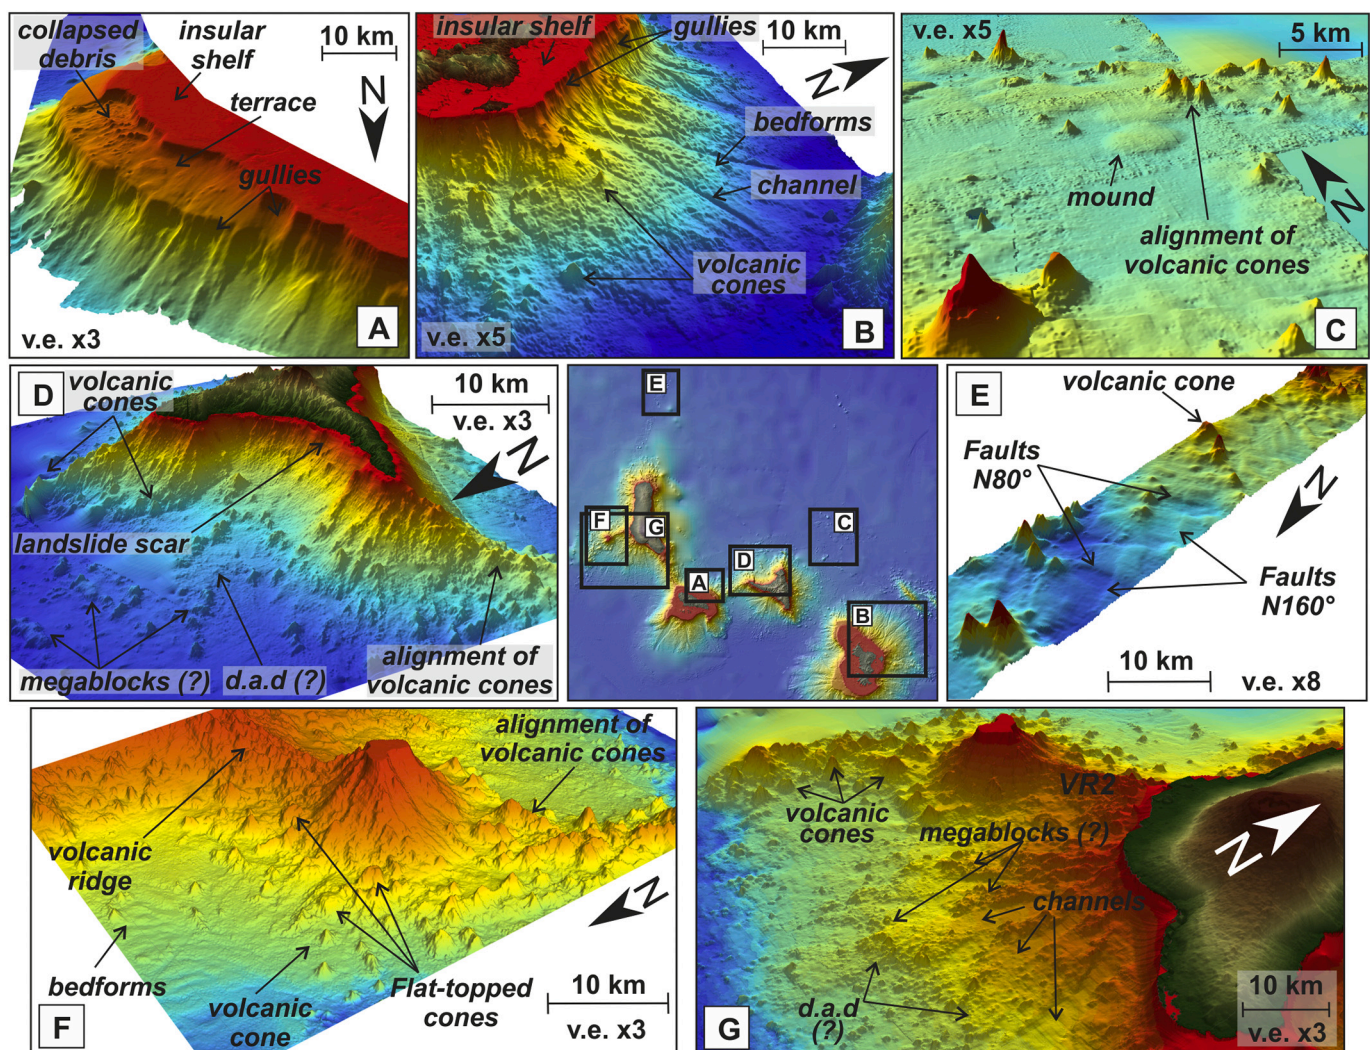 collapsed
debris
insular
shelf
10 km
N
terrace
gullies
v.e. x3
A
insular shelf
gullies
10 km
N
bedforms
channel
volcanic
cones
v.e. x5
B
v.e. x5
5 km
mound
N
alignment of
volcanic cones
C
D
volcanic
cones
10 km
v.e. x3
N
landslide scar
megablocks (?)
d.a.d (?)
alignment of
volcanic cones
E
F
G
C
A
D
B
E
volcanic cone
Faults
N80°
N
Faults
N160°
10 km
v.e. x8
alignment of
volcanic cones
volcanic
ridge
N
bedforms
volcanic
cone
Flat-topped
cones
10 km
v.e. x3
F
VR2
volcanic
cones
megablocks (?)
N
channels
d.a.d
(?)
10 km
v.e. x3
G